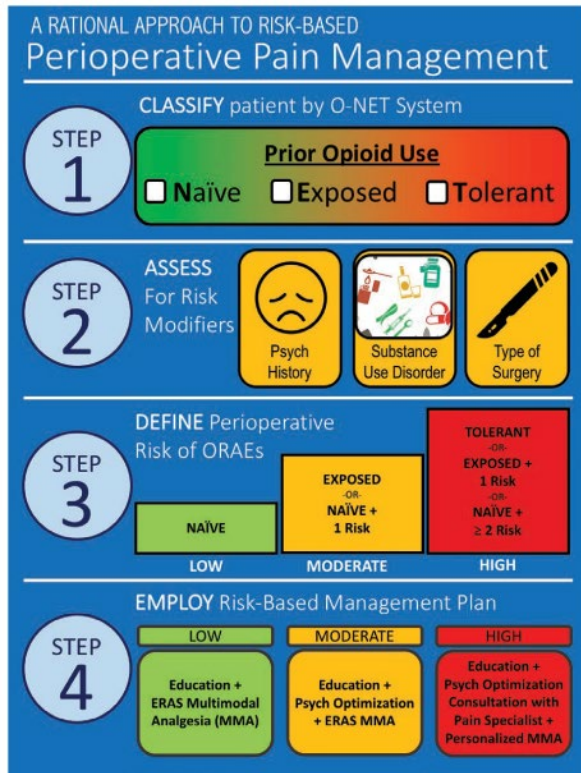 A RATIONAL APPROACH TO RISK-BASED
Perioperative Pain Management
STEP
1
CLASSIFY patient by O-NET System
Prior Opioid Use
Naïve
Exposed
Tolerant
STEP
2
ASSESS
For Risk
Modifiers
Psych
History
Substance
Use Disorder
Type of
Surgery
STEP
3
DEFINE Perioperative
Risk of ORAEs
NAÏVE
LOW
EXPOSED
-OR-
NAÏVE +
1 Risk
MODERATE
TOLERANT
-OR-
EXPOSED +
1 Risk
-OR-
NAÏVE +
≥ 2 Risk
HIGH
STEP
4
EMPLOY Risk-Based Management Plan
LOW
Education +
ERAS Multimodal
Analgesia (MMA)
MODERATE
Education +
Psych Optimization
+ ERAS MMA
HIGH
Education +
Psych Optimization
Consultation with
Pain Specialist +
Personalized MMA